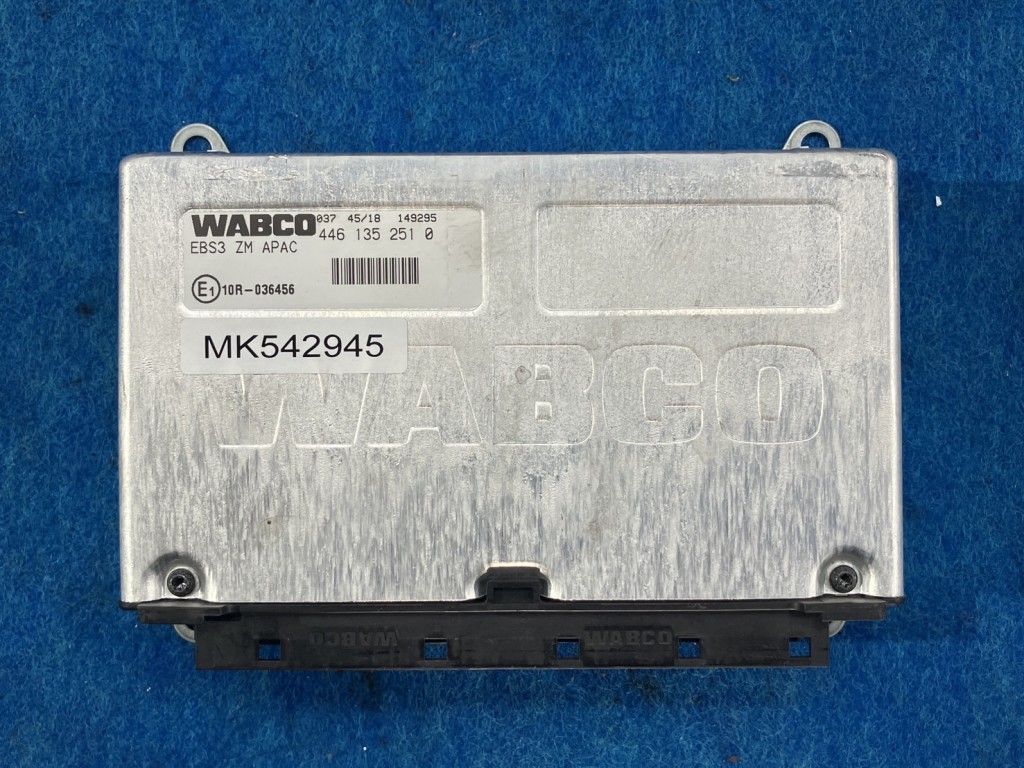 WABCO 037 45/18 149295
446 135 251 0
EBS3 ZM APAC
E1 10R-036456
MK542945
WABCO
WABCO WABCO